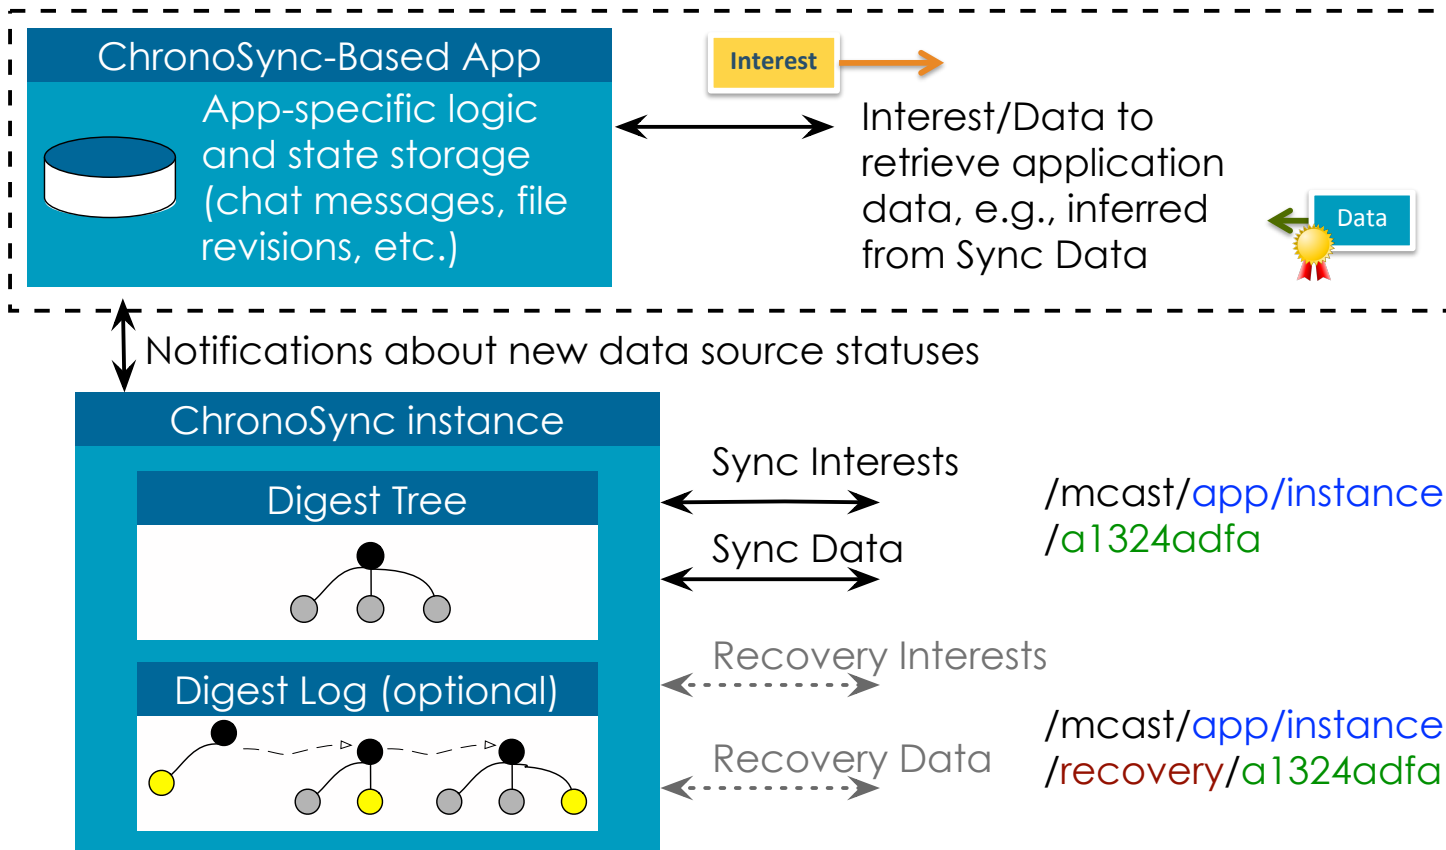 ChronoSync-Based App
App-specific logic
and state storage
(chat messages, file
revisions, etc.)
Interest
Interest/Data to
retrieve application
data, e.g., inferred
from Sync Data
Data
Notifications about new data source statuses
ChronoSync instance
Digest Tree
Sync Interests
Sync Data
/mcast/app/instance
/a1324adfa
Digest Log (optional)
Recovery Interests
Recovery Data
/mcast/app/instance
/recovery/a1324adfa